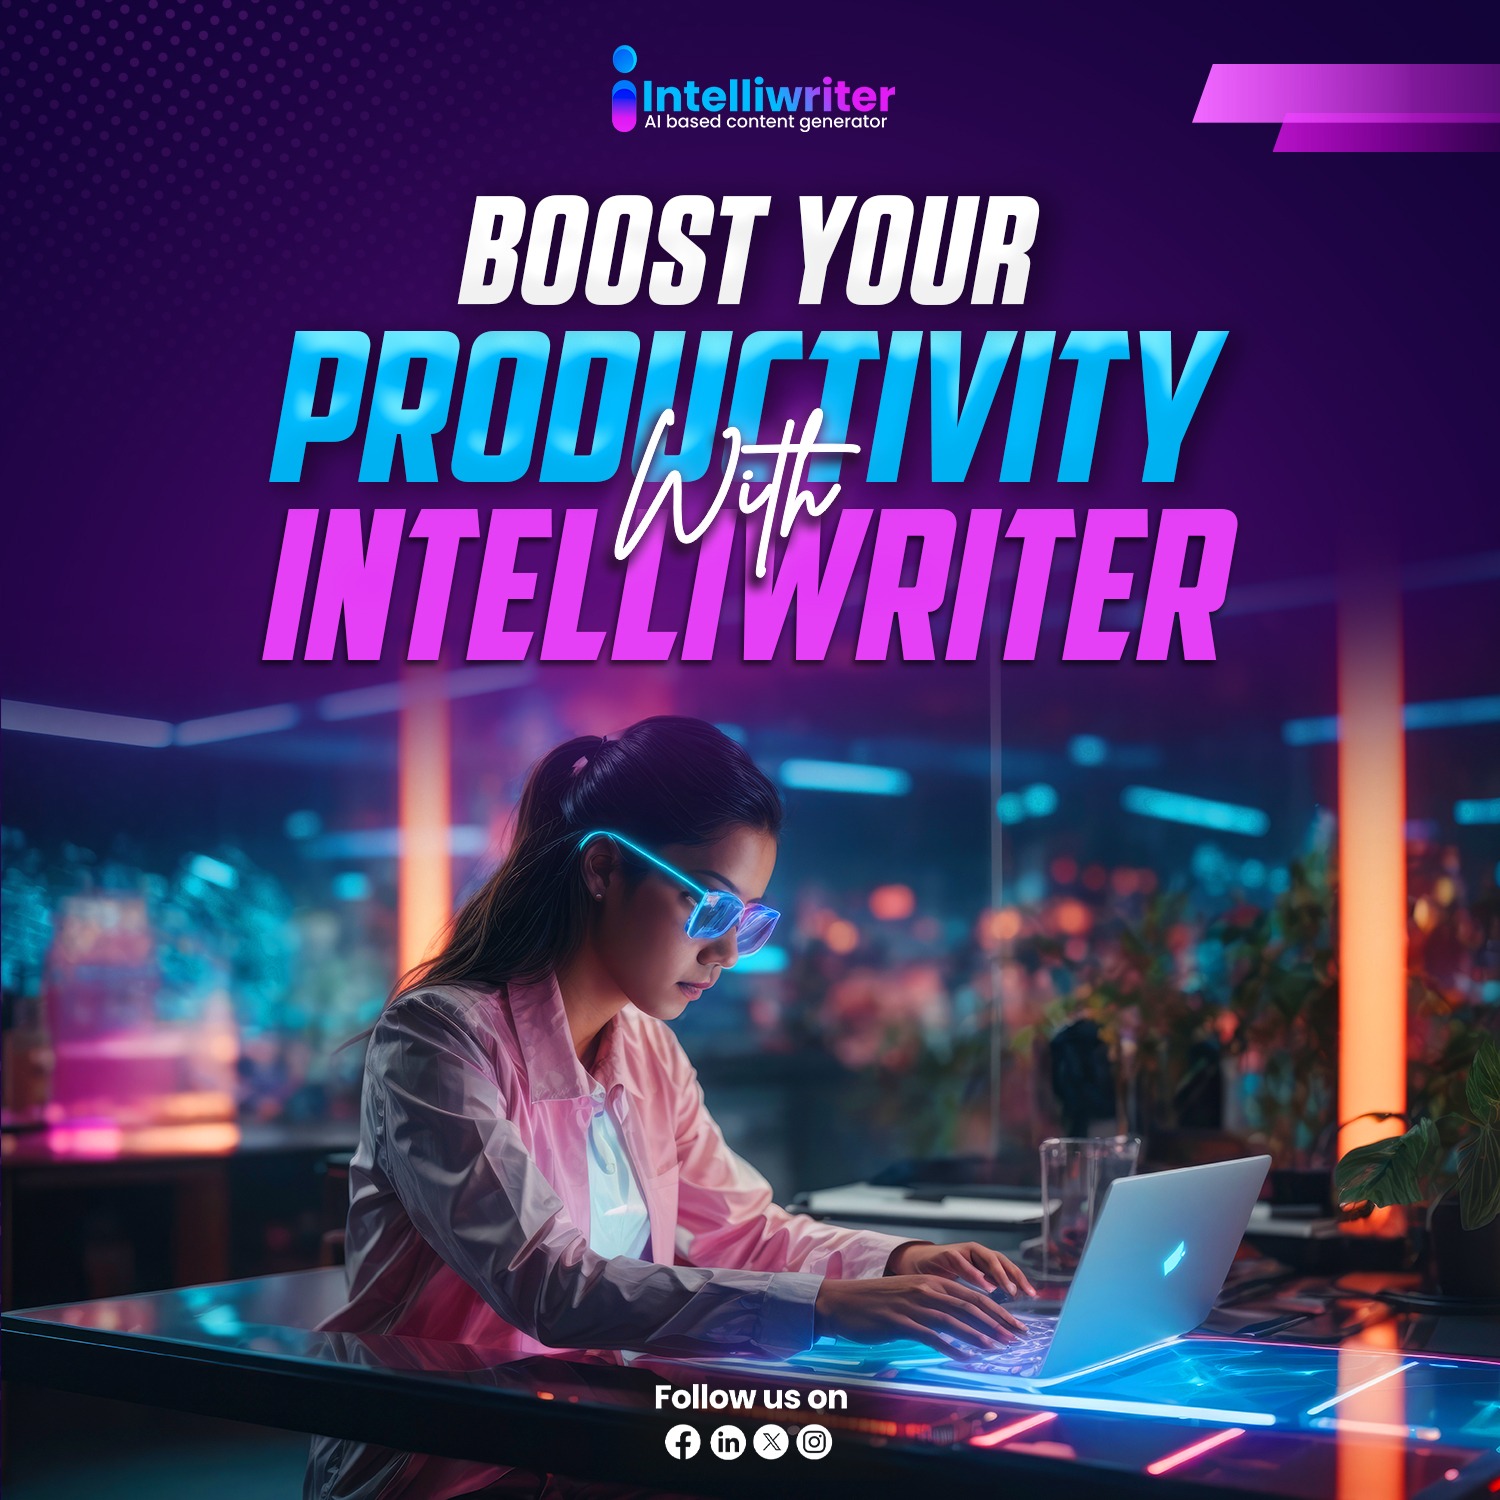 Intelliwriter
AI based content generator
BOOST YOUR
PRODUCTIVITY
With
INTELLIWRITER
Follow us on